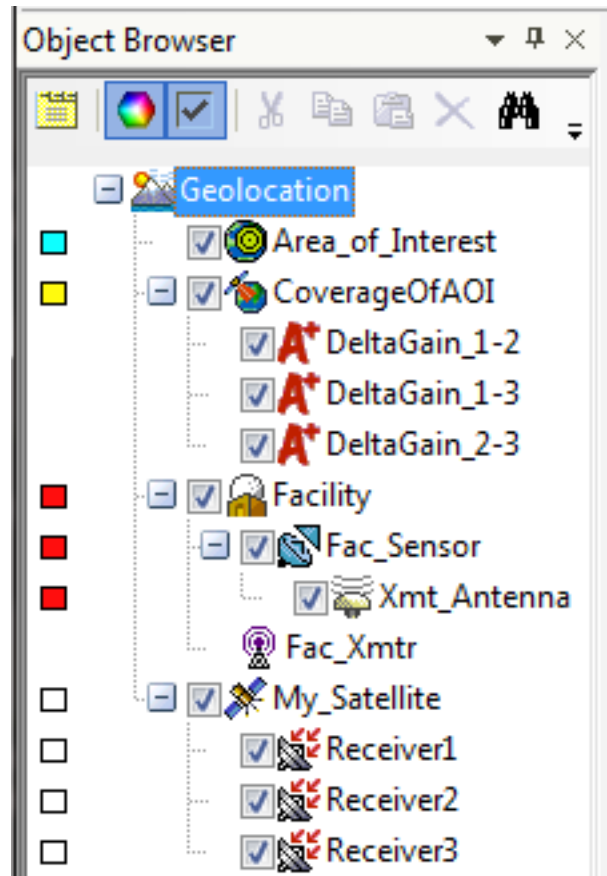 Object Browser
Geolocation
Area_of_Interest
CoverageOfAOI
DeltaGain_1-2
DeltaGain_1-3
DeltaGain_2-3
Facility
Fac_Sensor
Xmt_Antenna
Fac_Xmtr
My_Satellite
Receiver1
Receiver2
Receiver3